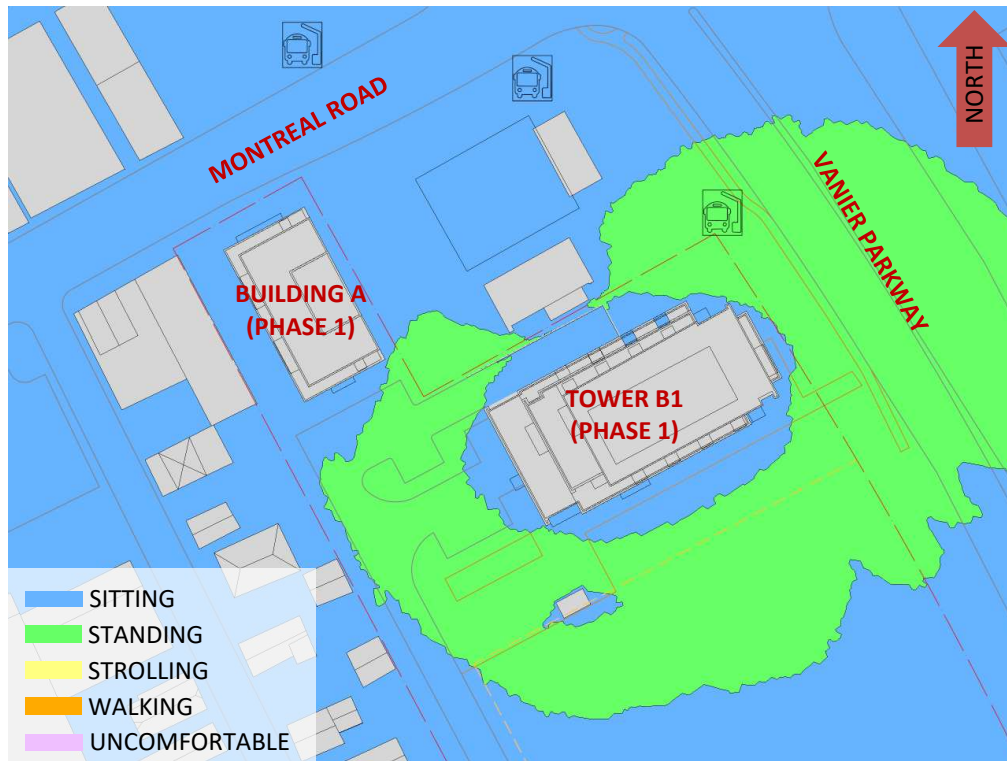 NORTH
MONTREAL ROAD
VANIER PARKWAY
BUILDING A
(PHASE 1)
TOWER B1
(PHASE 1)
SITTING
STANDING
STROLLING
WALKING
UNCOMFORTABLE